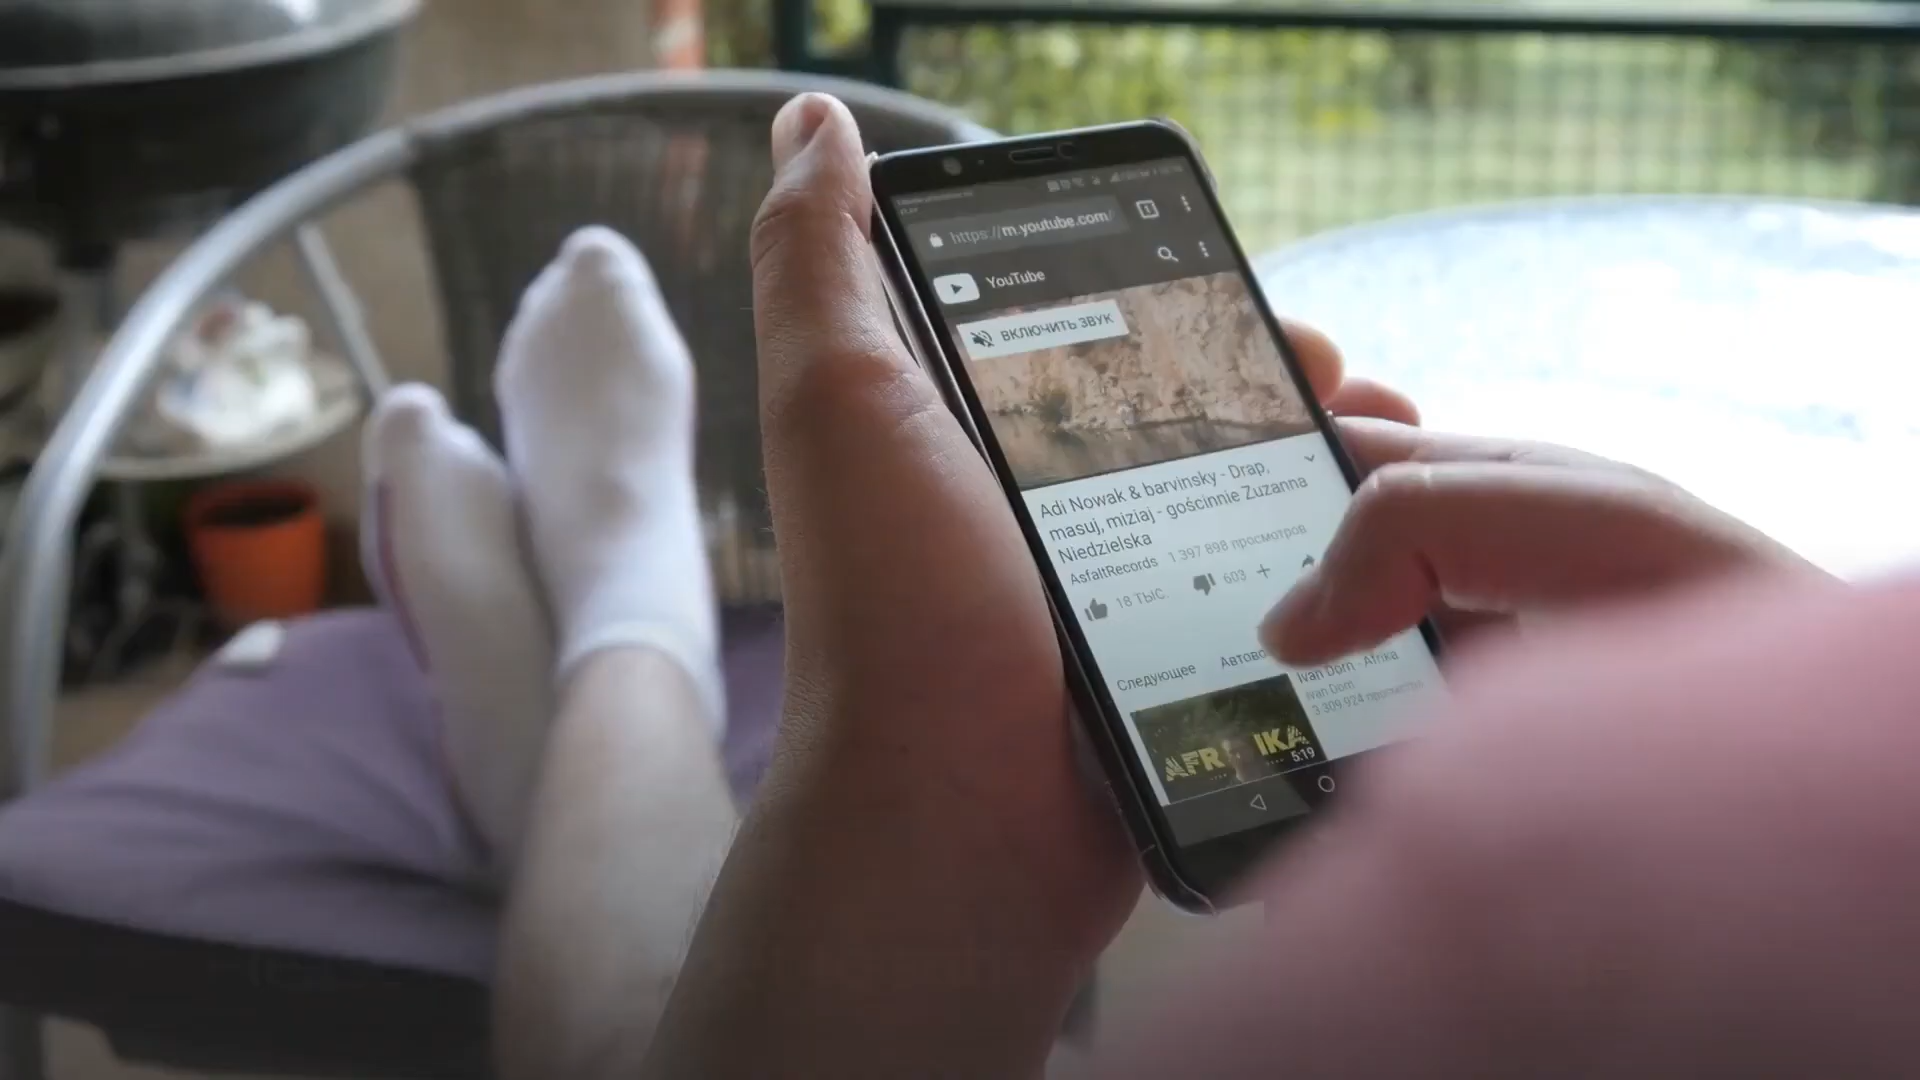 https://m.youtube.com/
1
YouTube
ВКЛЮЧИТЬ ЗВУК
Adi Nowak & barvinsky - Drap,
masuj, miziaj - gościnnie Zuzanna
Niedzielska
AsfaltRecords 1 397 898 просмотров
18 ТЫС. 603
Следующее
Ivan Dorn - Afrika
Ivan Dorn
3 309 924
5:19